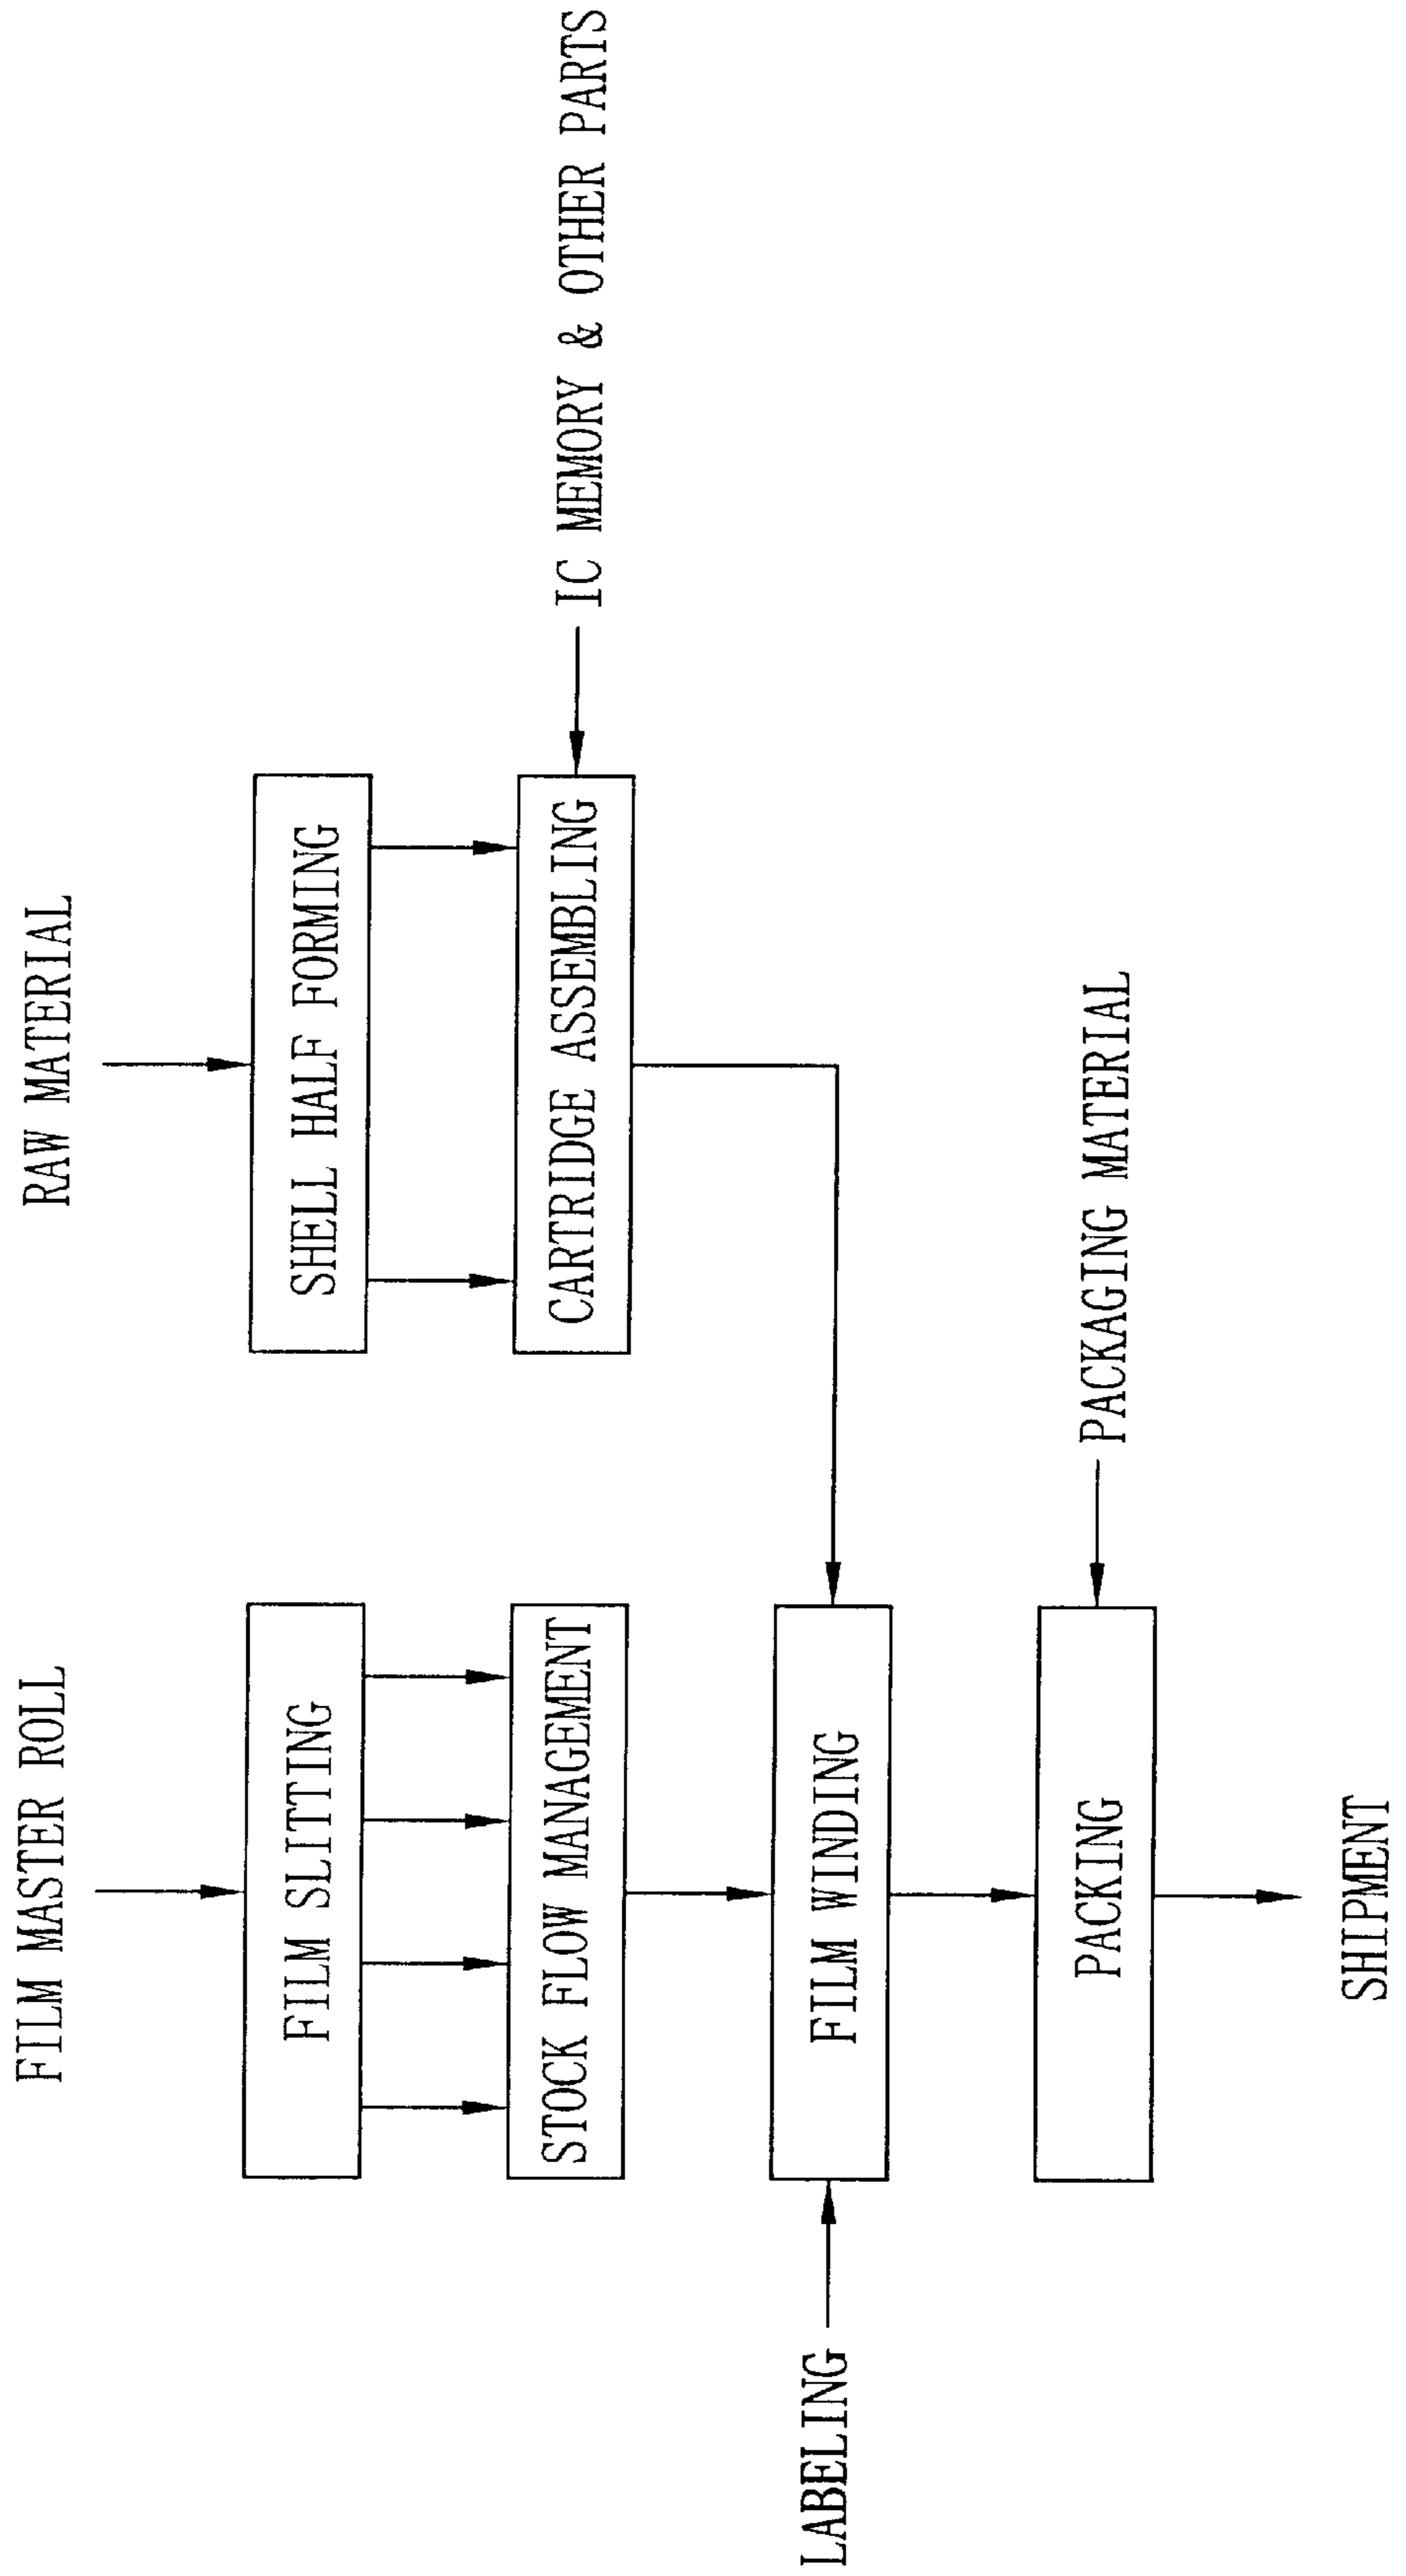 FILM MASTER ROLL
RAW MATERIAL
FILM SLITTING
SHELL HALF FORMING
STOCK FLOW MANAGEMENT
CARTRIDGE ASSEMBLING
IC MEMORY & OTHER PARTS
LABELING
FILM WINDING
PACKING
PACKAGING MATERIAL
SHIPMENT